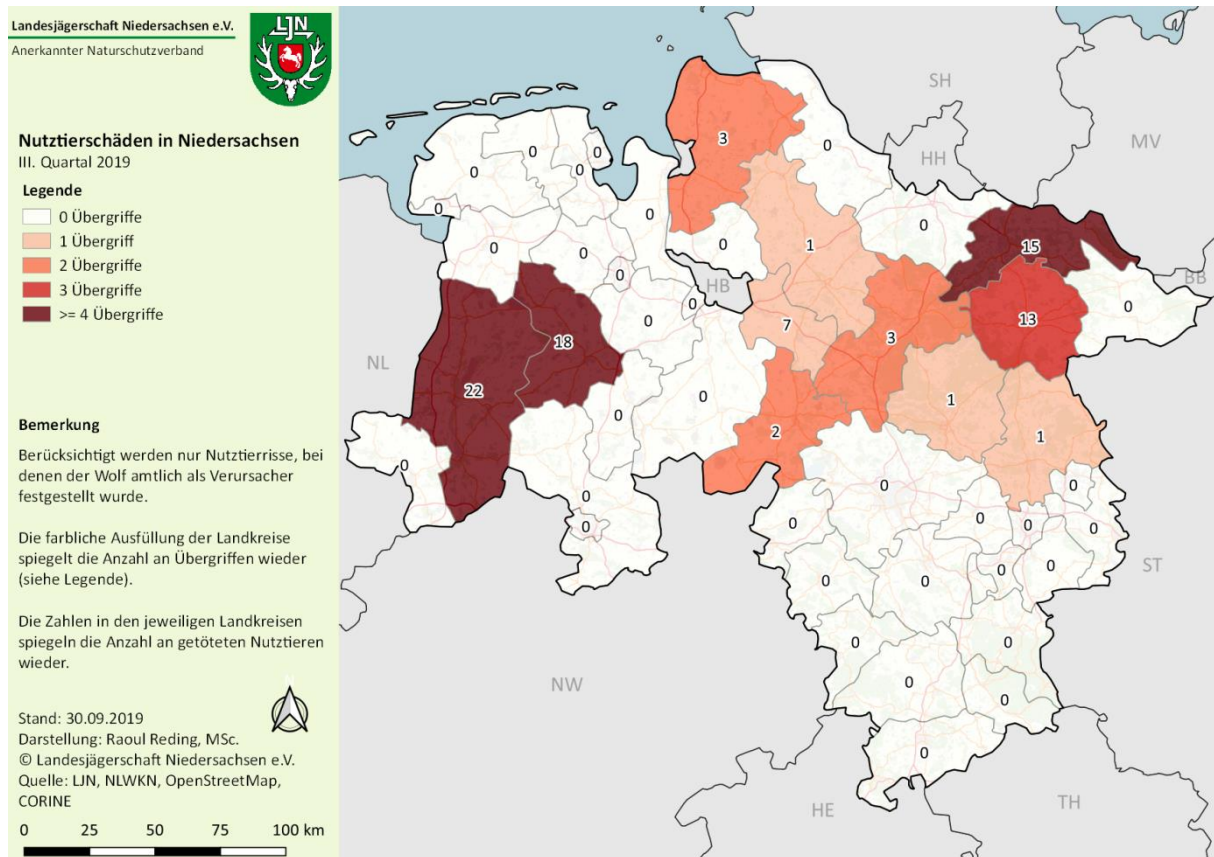 Landesjägerschaft Niedersachsen e.V.
Anerkannter Naturschutzverband
LJN
Nutztierschäden in Niedersachsen
III. Quartal 2019
Legende
0 Übergriffe
1 Übergriff
2 Übergriffe
3 Übergriffe
>= 4 Übergriffe
Bemerkung
Berücksichtigt werden nur Nutztierrisse, bei
denen der Wolf amtlich als Verursacher
festgestellt wurde.
Die farbliche Ausfüllung der Landkreise
spiegelt die Anzahl an Übergriffen wieder
(siehe Legende).
Die Zahlen in den jeweiligen Landkreisen
spiegeln die Anzahl an getöteten Nutztieren
wieder.
N
Stand: 30.09.2019
Darstellung: Raoul Reding, MSc.
© Landesjägerschaft Niedersachsen e.V.
Quelle: LJN, NLWKN, OpenStreetMap,
CORINE
0 25 50 75 100 km
SH
MV
HH
3
0
0 0
0
0
0 0
0
0
0 0 1 15
0
HB
BB
0
0
0
7
3
13
18
NL
22
0
0
1
0
2
1
0
0
0
0
0
0
0
0
0
0
0
0
0
0
ST
0
0
NW
0
0
0
HE
TH